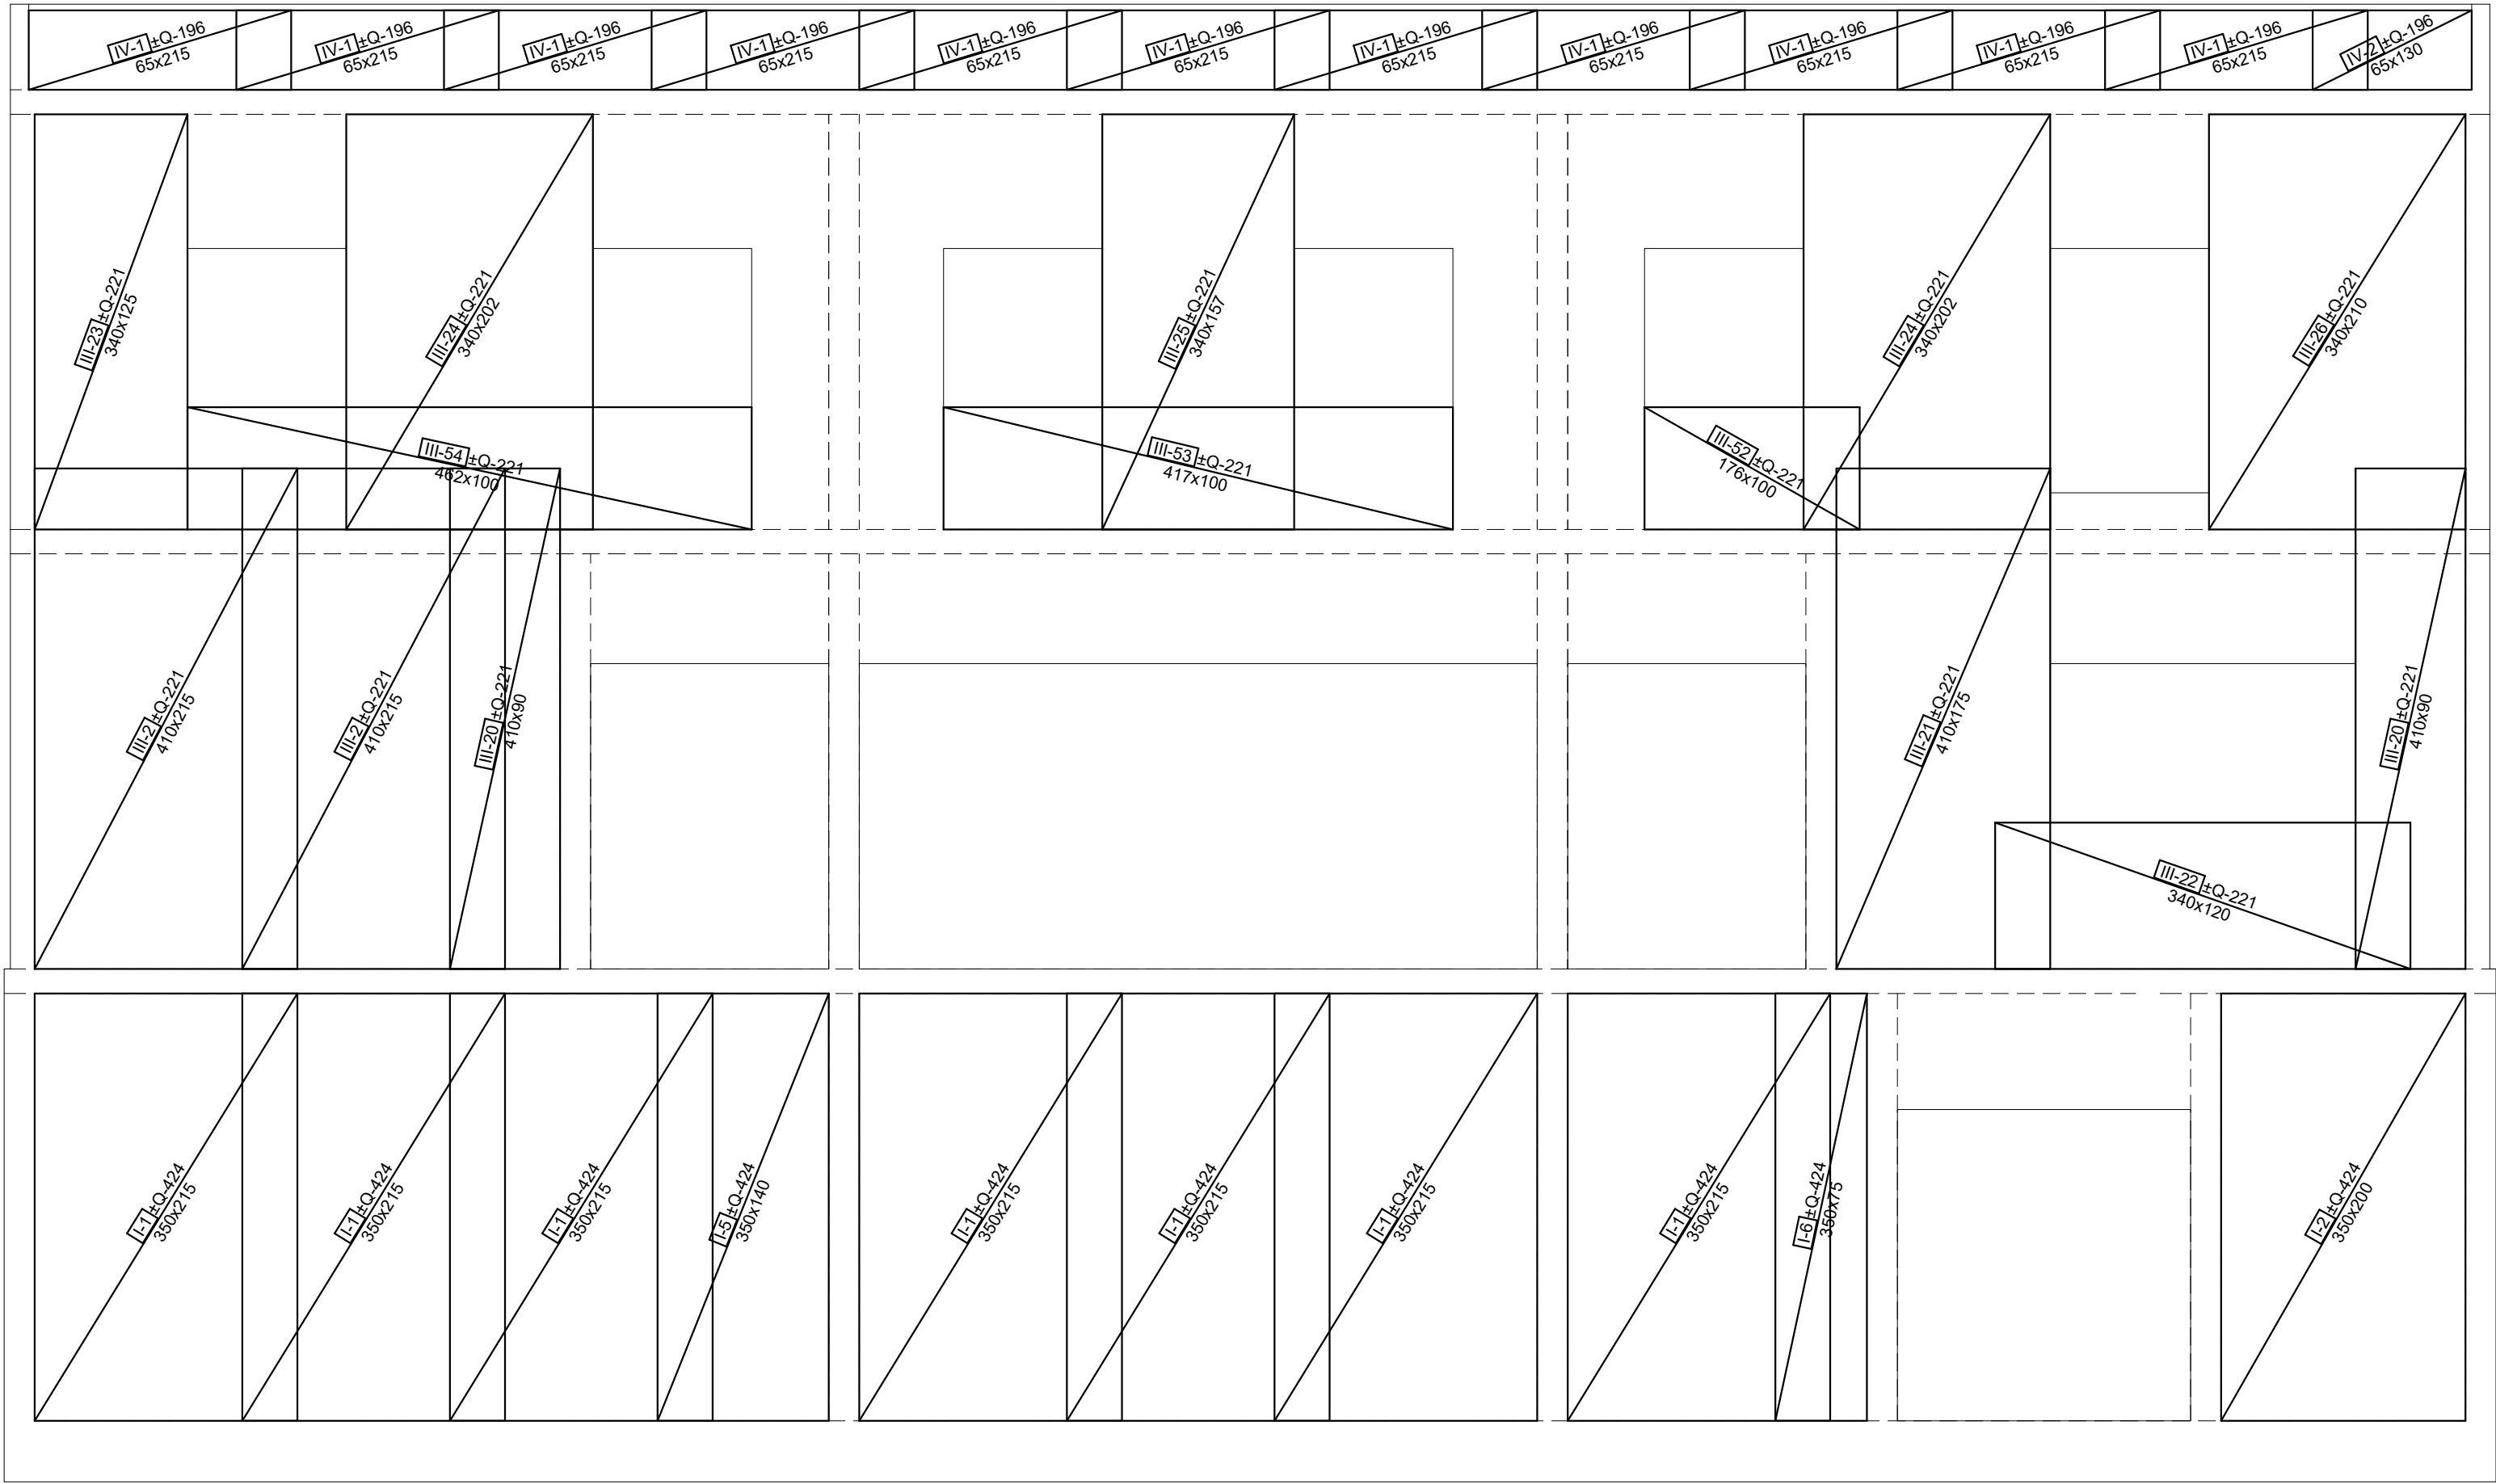 IV-1 ±Q-196
65x215
IV-1 ±Q-196
65x215
IV-1 ±Q-196
65x215
IV-1 ±Q-196
65x215
IV-1 ±Q-196
65x215
IV-1 ±Q-196
65x215
IV-1 ±Q-196
65x215
IV-1 ±Q-196
65x215
IV-1 ±Q-196
65x215
IV-1 ±Q-196
65x215
IV-1 ±Q-196
65x215
IV-2 ±Q-196
65x130
III-23 ±Q-221
340x125
III-24 ±Q-221
340x202
III-25 ±Q-221
340x157
III-24 ±Q-221
340x202
III-26 ±Q-221
340x210
III-54 ±Q-221
462x100
III-53 ±Q-221
417x100
III-52 ±Q-221
176x100
III-2 ±Q-221
410x215
III-2 ±Q-221
410x215
III-20 ±Q-221
410x90
III-21 ±Q-221
410x175
II-20 ±Q-221
410x90
III-22 ±Q-221
340x120
I-1 ±Q-424
350x215
I-1 ±Q-424
350x215
I-1 ±Q-424
350x215
I-5 ±Q-424
350x140
I-1 ±Q-424
350x215
I-1 ±Q-424
350x215
I-1 ±Q-424
350x215
I-1 ±Q-424
350x215
I-6 ±Q-424
350x75
I-2 ±Q-424
350x200